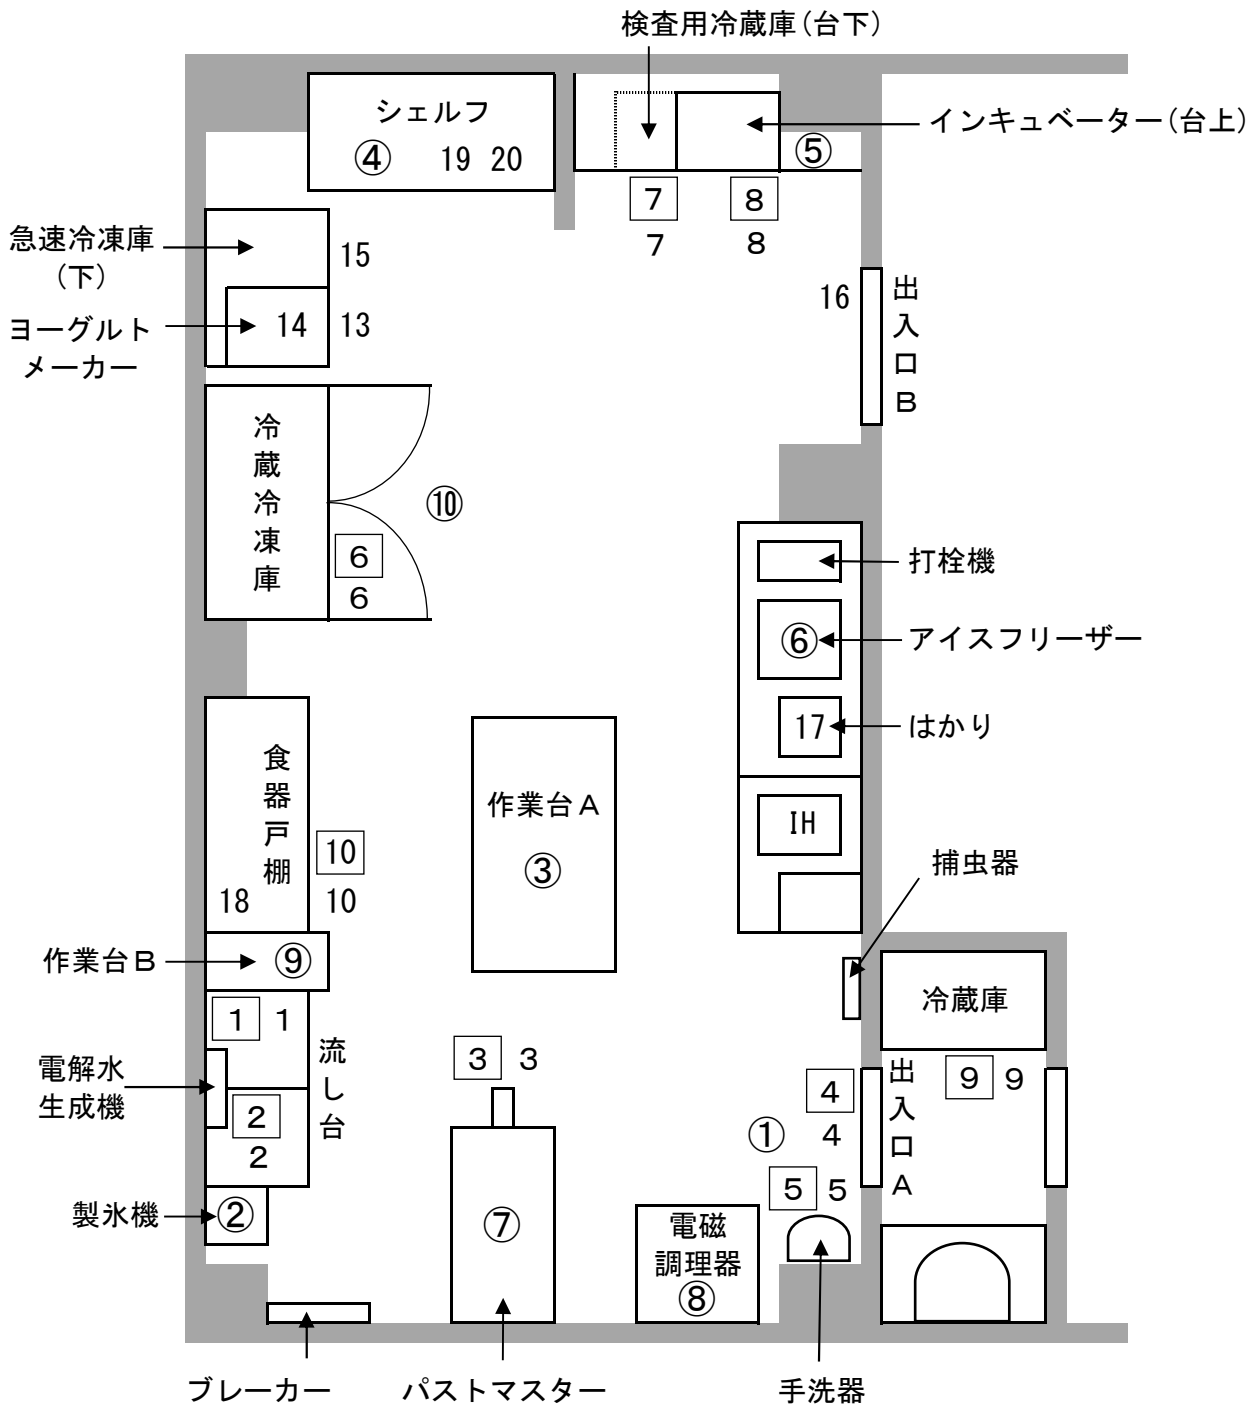 検査用冷蔵庫(台下)
シェルフ
④ 19 20
インキュベーター(台上)
⑤
7 8
7 8
急速冷凍庫
(下)
15
ヨーグルト
メーカー
14 13
16
出入口B
冷蔵冷凍庫
⑩
6
6
打栓機
⑥
アイスフリーザー
17
はかり
食器戸棚
作業台A
③
IH
10
18 10
捕虫器
作業台B
⑨
冷蔵庫
1 1
流し台
電解水
生成機
2
2
3 3
4
4
①
出入口A
9 9
5 5
製氷機
②
⑦
電磁
調理器
⑧
ブレーカー
パストマスター
手洗器